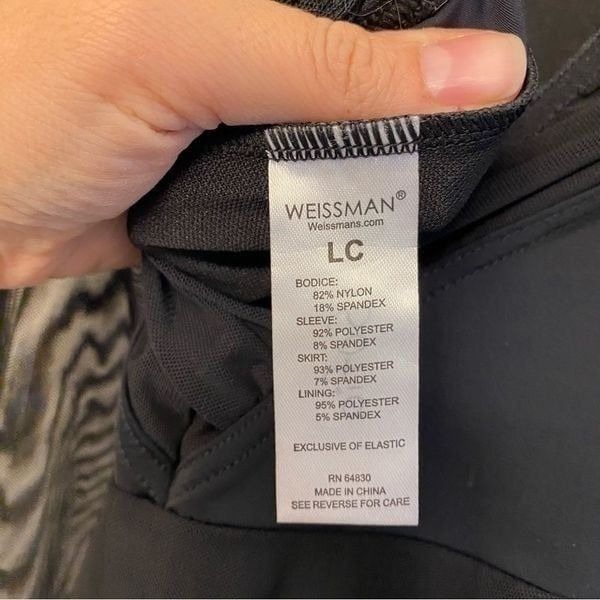 WEISSMAN®
Weissmans.com
LC
BODICE:
82% NYLON
18% SPANDEX
SLEEVE:
92% POLYESTER
8% SPANDEX
SKIRT:
93% POLYESTER
7% SPANDEX
LINING:
95% POLYESTER
5% SPANDEX
EXCLUSIVE OF ELASTIC
RN 64830
MADE IN CHINA
SEE REVERSE FOR CARE